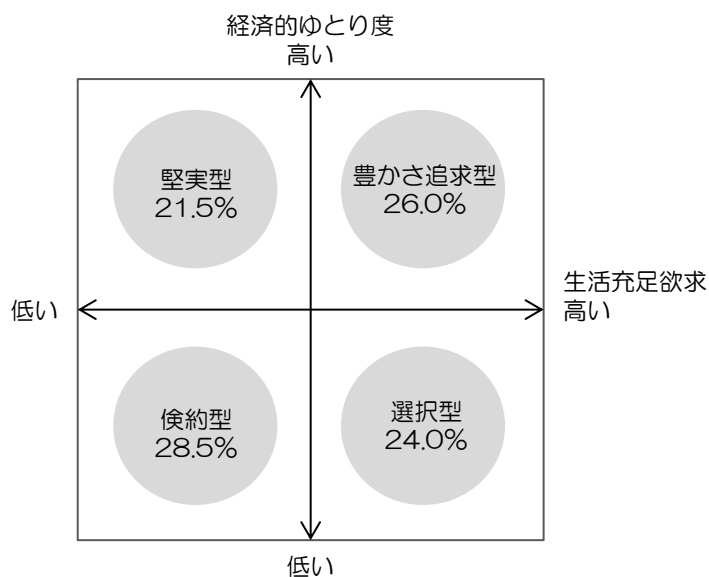 経済的ゆとり度
高い
堅実型
21.5%
豊かさ追求型
26.0%
低い
生活充足欲求
高い
倹約型
28.5%
選択型
24.0%
低い